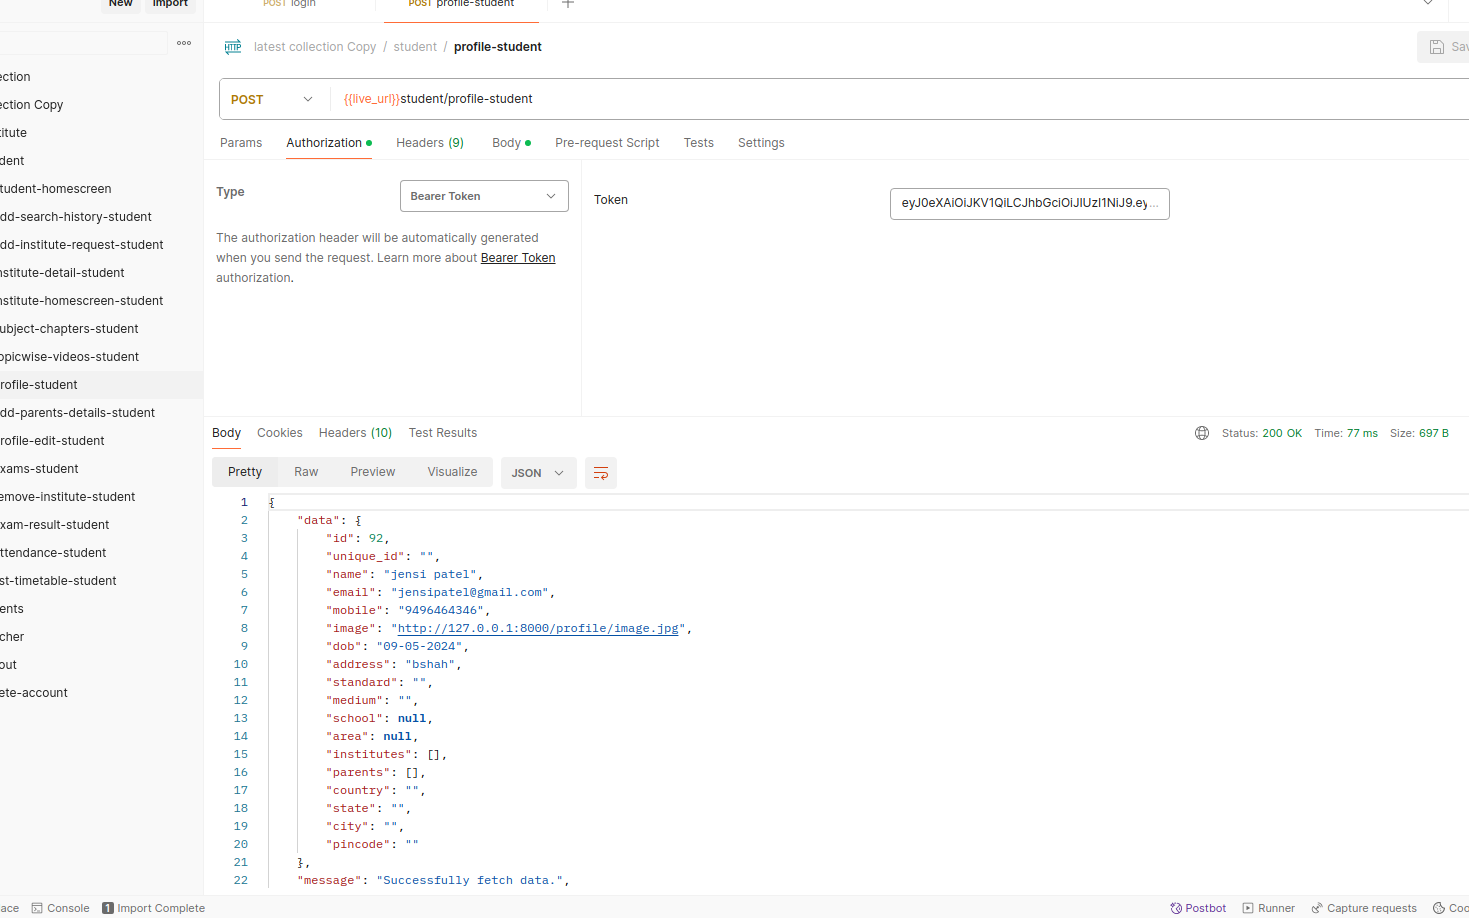 New Import POST login POST profile-student
latest collection Copy / student / profile-student Sav
POST {{live_url}}student/profile-student
Params Authorization Headers (9) Body Pre-request Script Tests Settings
Type Bearer Token Token eyJ0eXAiOiJKV1QiLCJhbGciOiJIUzI1NiJ9.ey...
The authorization header will be automatically generated
when you send the request. Learn more about Bearer Token
authorization.
ection
ection Copy
titute
dent
tudent-homescreen
dd-search-history-student
dd-institute-request-student
nstitute-detail-student
nstitute-homescreen-student
ubject-chapters-student
opicwise-videos-student
rofile-student
dd-parents-details-student
rofile-edit-student
xams-student
emove-institute-student
xam-result-student
ttendance-student
st-timetable-student
ents
cher
out
ete-account
Body Cookies Headers (10) Test Results Status: 200 OK Time: 77 ms Size: 697 B
Pretty Raw Preview Visualize JSON
1 {
2 "data": {
3 "id": 92,
4 "unique_id": "",
5 "name": "jensi patel",
6 "email": "jensipatel@gmail.com",
7 "mobile": "9496464346",
8 "image": "http://127.0.0.1:8000/profile/image.jpg",
9 "dob": "09-05-2024",
10 "address": "bshah",
11 "standard": "",
12 "medium": "",
13 "school": null,
14 "area": null,
15 "institutes": [],
16 "parents": [],
17 "country": "",
18 "state": "",
19 "city": "",
20 "pincode": ""
21 },
22 "message": "Successfully fetch data.",
ace Console 1 Import Complete Postbot Runner Capture requests Coo